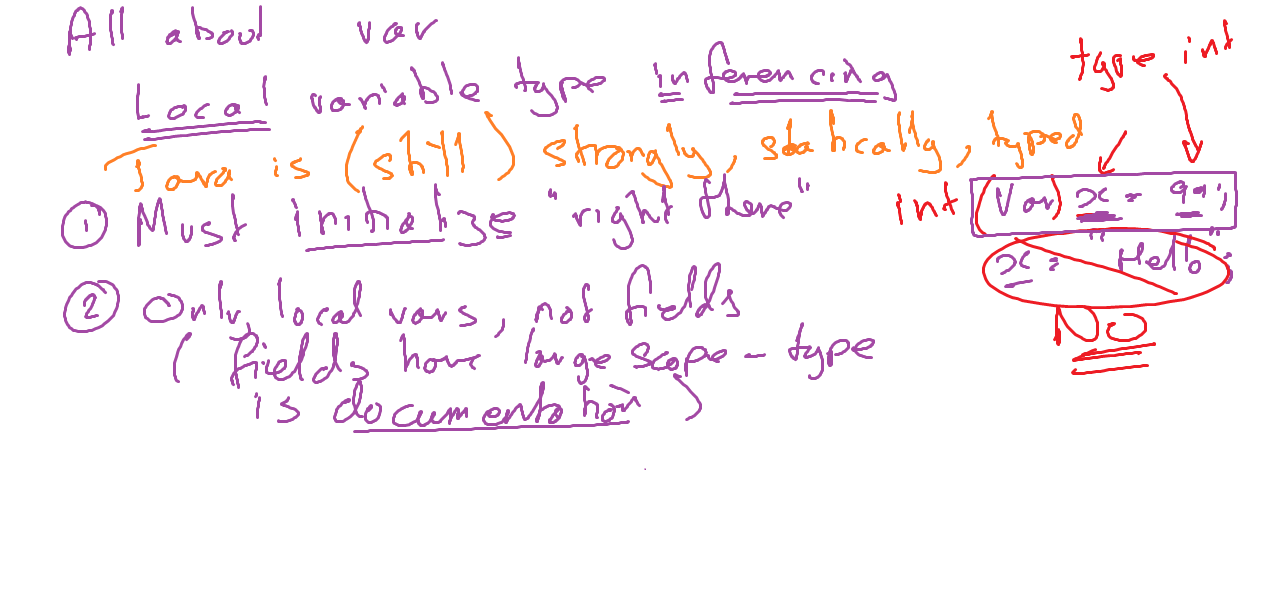 All about var
Local variable type inferencing
type int
Java is (still) strongly, statically, typed
① Must initialize "right there"
int (Var) x = 99;
x = "Hello";
② Only local vars, not fields
NO
( fields have large scope - type
is documentation )